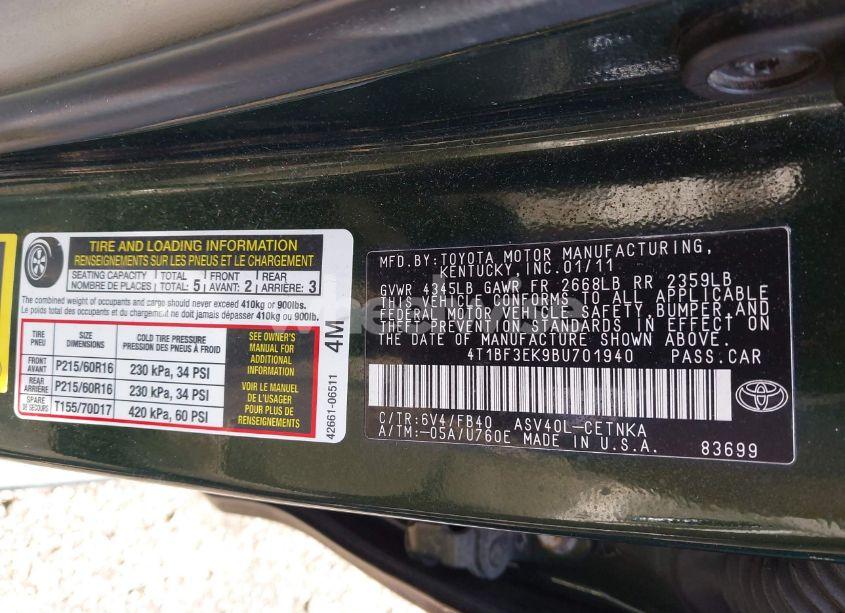 TIRE AND LOADING INFORMATION
RENSEIGNEMENTS SUR LES PNEUS ET LE CHARGEMENT
SEATING CAPACITY TOTAL 5 FRONT 2 REAR 3
NOMBRE DE PLACES TOTAL: AVANT: ARRIÈRE:
The combined weight of occupants and cargo should never exceed 410kg or 900lbs.
Le poids total des occupants et du chargement ne doit jamais dépasser 410 kg or 900lb.
TIRE SIZE COLD TIRE PRESSURE
PNEU DIMENSIONS PRESSION DES PNEUS À FROID
FRONT AVANT P215/60R16 230 kPa, 34 PSI
REAR ARRIÈRE P215/60R16 230 kPa, 34 PSI
SPARE DE SECOURS T155/70D17 420 kPa, 60 PSI
SEE OWNER'S
MANUAL FOR
ADDITIONAL
INFORMATION
VOIR LE MANUEL
DE L'USAGER
POUR PLUS DE
RENSEIGNEMENTS
4M
42661-06511
MFD.BY:TOYOTA MOTOR MANUFACTURING,
KENTUCKY,INC.01/11
GVWR 4345LB GAWR FR 2668LB RR 2359LB
THIS VEHICLE CONFORMS TO ALL APPLICABLE
FEDERAL MOTOR VEHICLE SAFETY,BUMPER,AND
THEFT PREVENTION STANDARDS IN EFFECT ON
THE DATE OF MANUFACTURE SHOWN ABOVE.
4T1BF3EK9BU701940 PASS.CAR
C/TR:6V4/FB40 ASV40L-CETNKA
A/TM:-05A/U760E MADE IN U.S.A.
83699